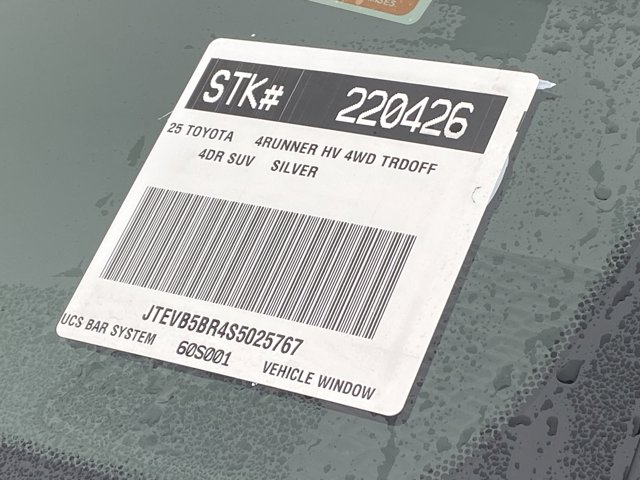 STK# 220426
25 TOYOTA 4RUNNER HV 4WD TRDOFF
4DR SUV SILVER
JTEVB5BR4S5025767
UCS BAR SYSTEM 60S001 VEHICLE WINDOW